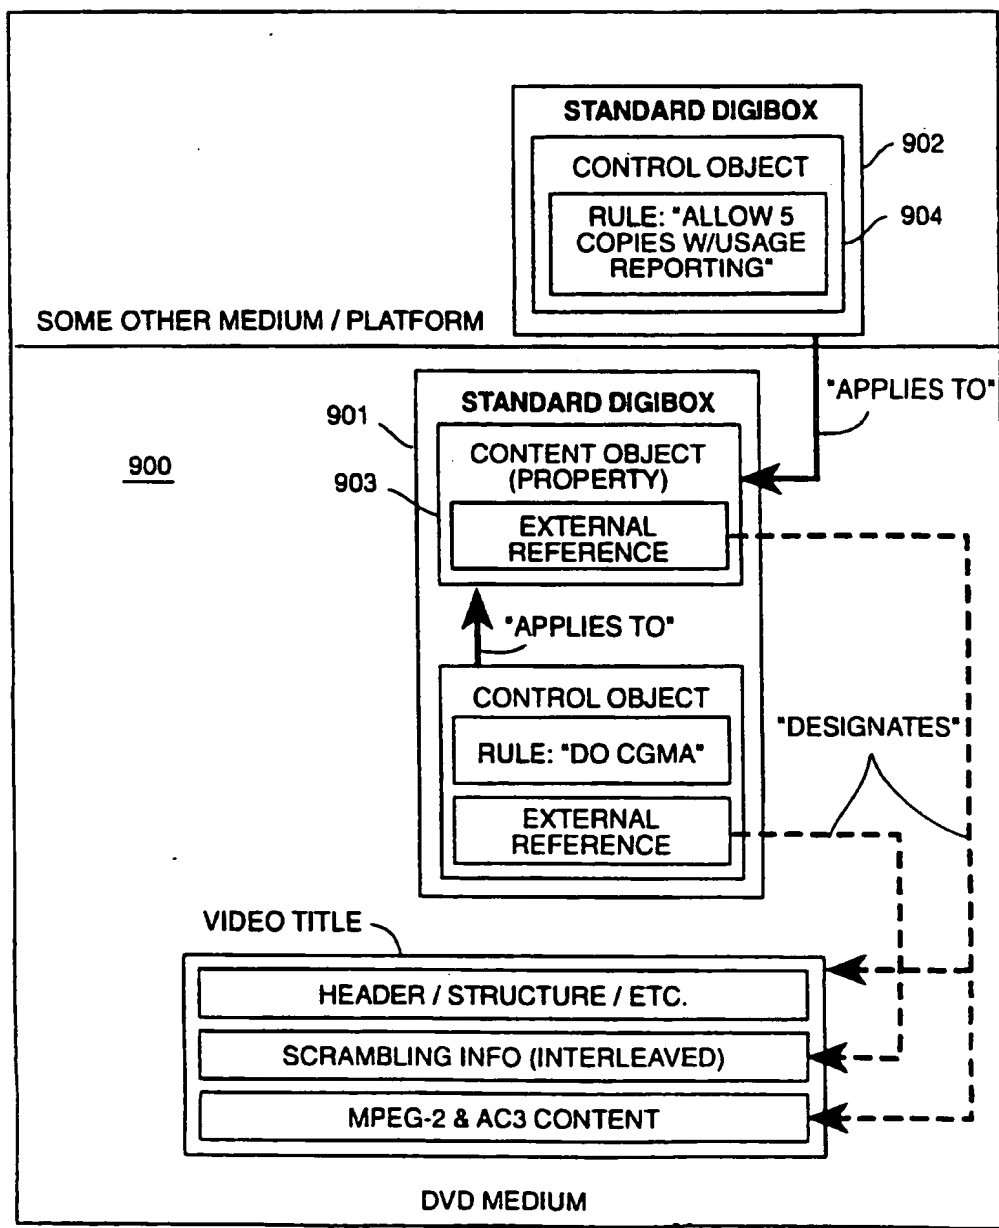 STANDARD DIGIBOX
902
CONTROL OBJECT
RULE: "ALLOW 5
COPIES W/USAGE
REPORTING"
904
SOME OTHER MEDIUM / PLATFORM
"APPLIES TO"
900
901
STANDARD DIGIBOX
903
CONTENT OBJECT
(PROPERTY)
EXTERNAL
REFERENCE
"APPLIES TO"
CONTROL OBJECT
RULE: "DO CGMA"
EXTERNAL
REFERENCE
"DESIGNATES"
VIDEO TITLE
HEADER / STRUCTURE / ETC.
SCRAMBLING INFO (INTERLEAVED)
MPEG-2 & AC3 CONTENT
DVD MEDIUM